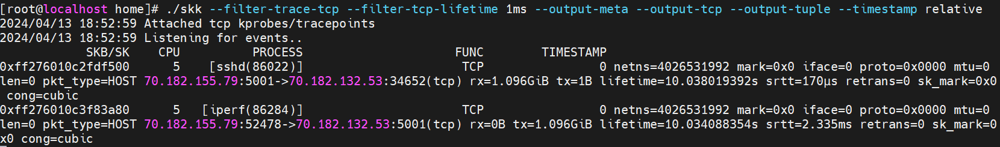 [root@localhost home]# ./skk --filter-trace-tcp --filter-tcp-lifetime 1ms --output-meta --output-tcp --output-tuple --timestamp relative
2024/04/13 18:52:59 Attached tcp kprobes/tracepoints
2024/04/13 18:52:59 Listening for events..
SKB/SK CPU PROCESS FUNC TIMESTAMP
0xff276010c2fdf500 5 [sshd(86022)] TCP 0 netns=4026531992 mark=0x0 iface=0 proto=0x0000 mtu=0
len=0 pkt_type=HOST 70.182.155.79:5001->70.182.132.53:34652(tcp) rx=1.096GiB tx=1B lifetime=10.038019392s srtt=170µs retrans=0 sk_mark=0x0
cong=cubic
0xff276010c3f83a80 5 [iperf(86284)] TCP 0 netns=4026531992 mark=0x0 iface=0 proto=0x0000 mtu=0
len=0 pkt_type=HOST 70.182.155.79:52478->70.182.132.53:5001(tcp) rx=0B tx=1.096GiB lifetime=10.034088354s srtt=2.335ms retrans=0 sk_mark=0
x0 cong=cubic